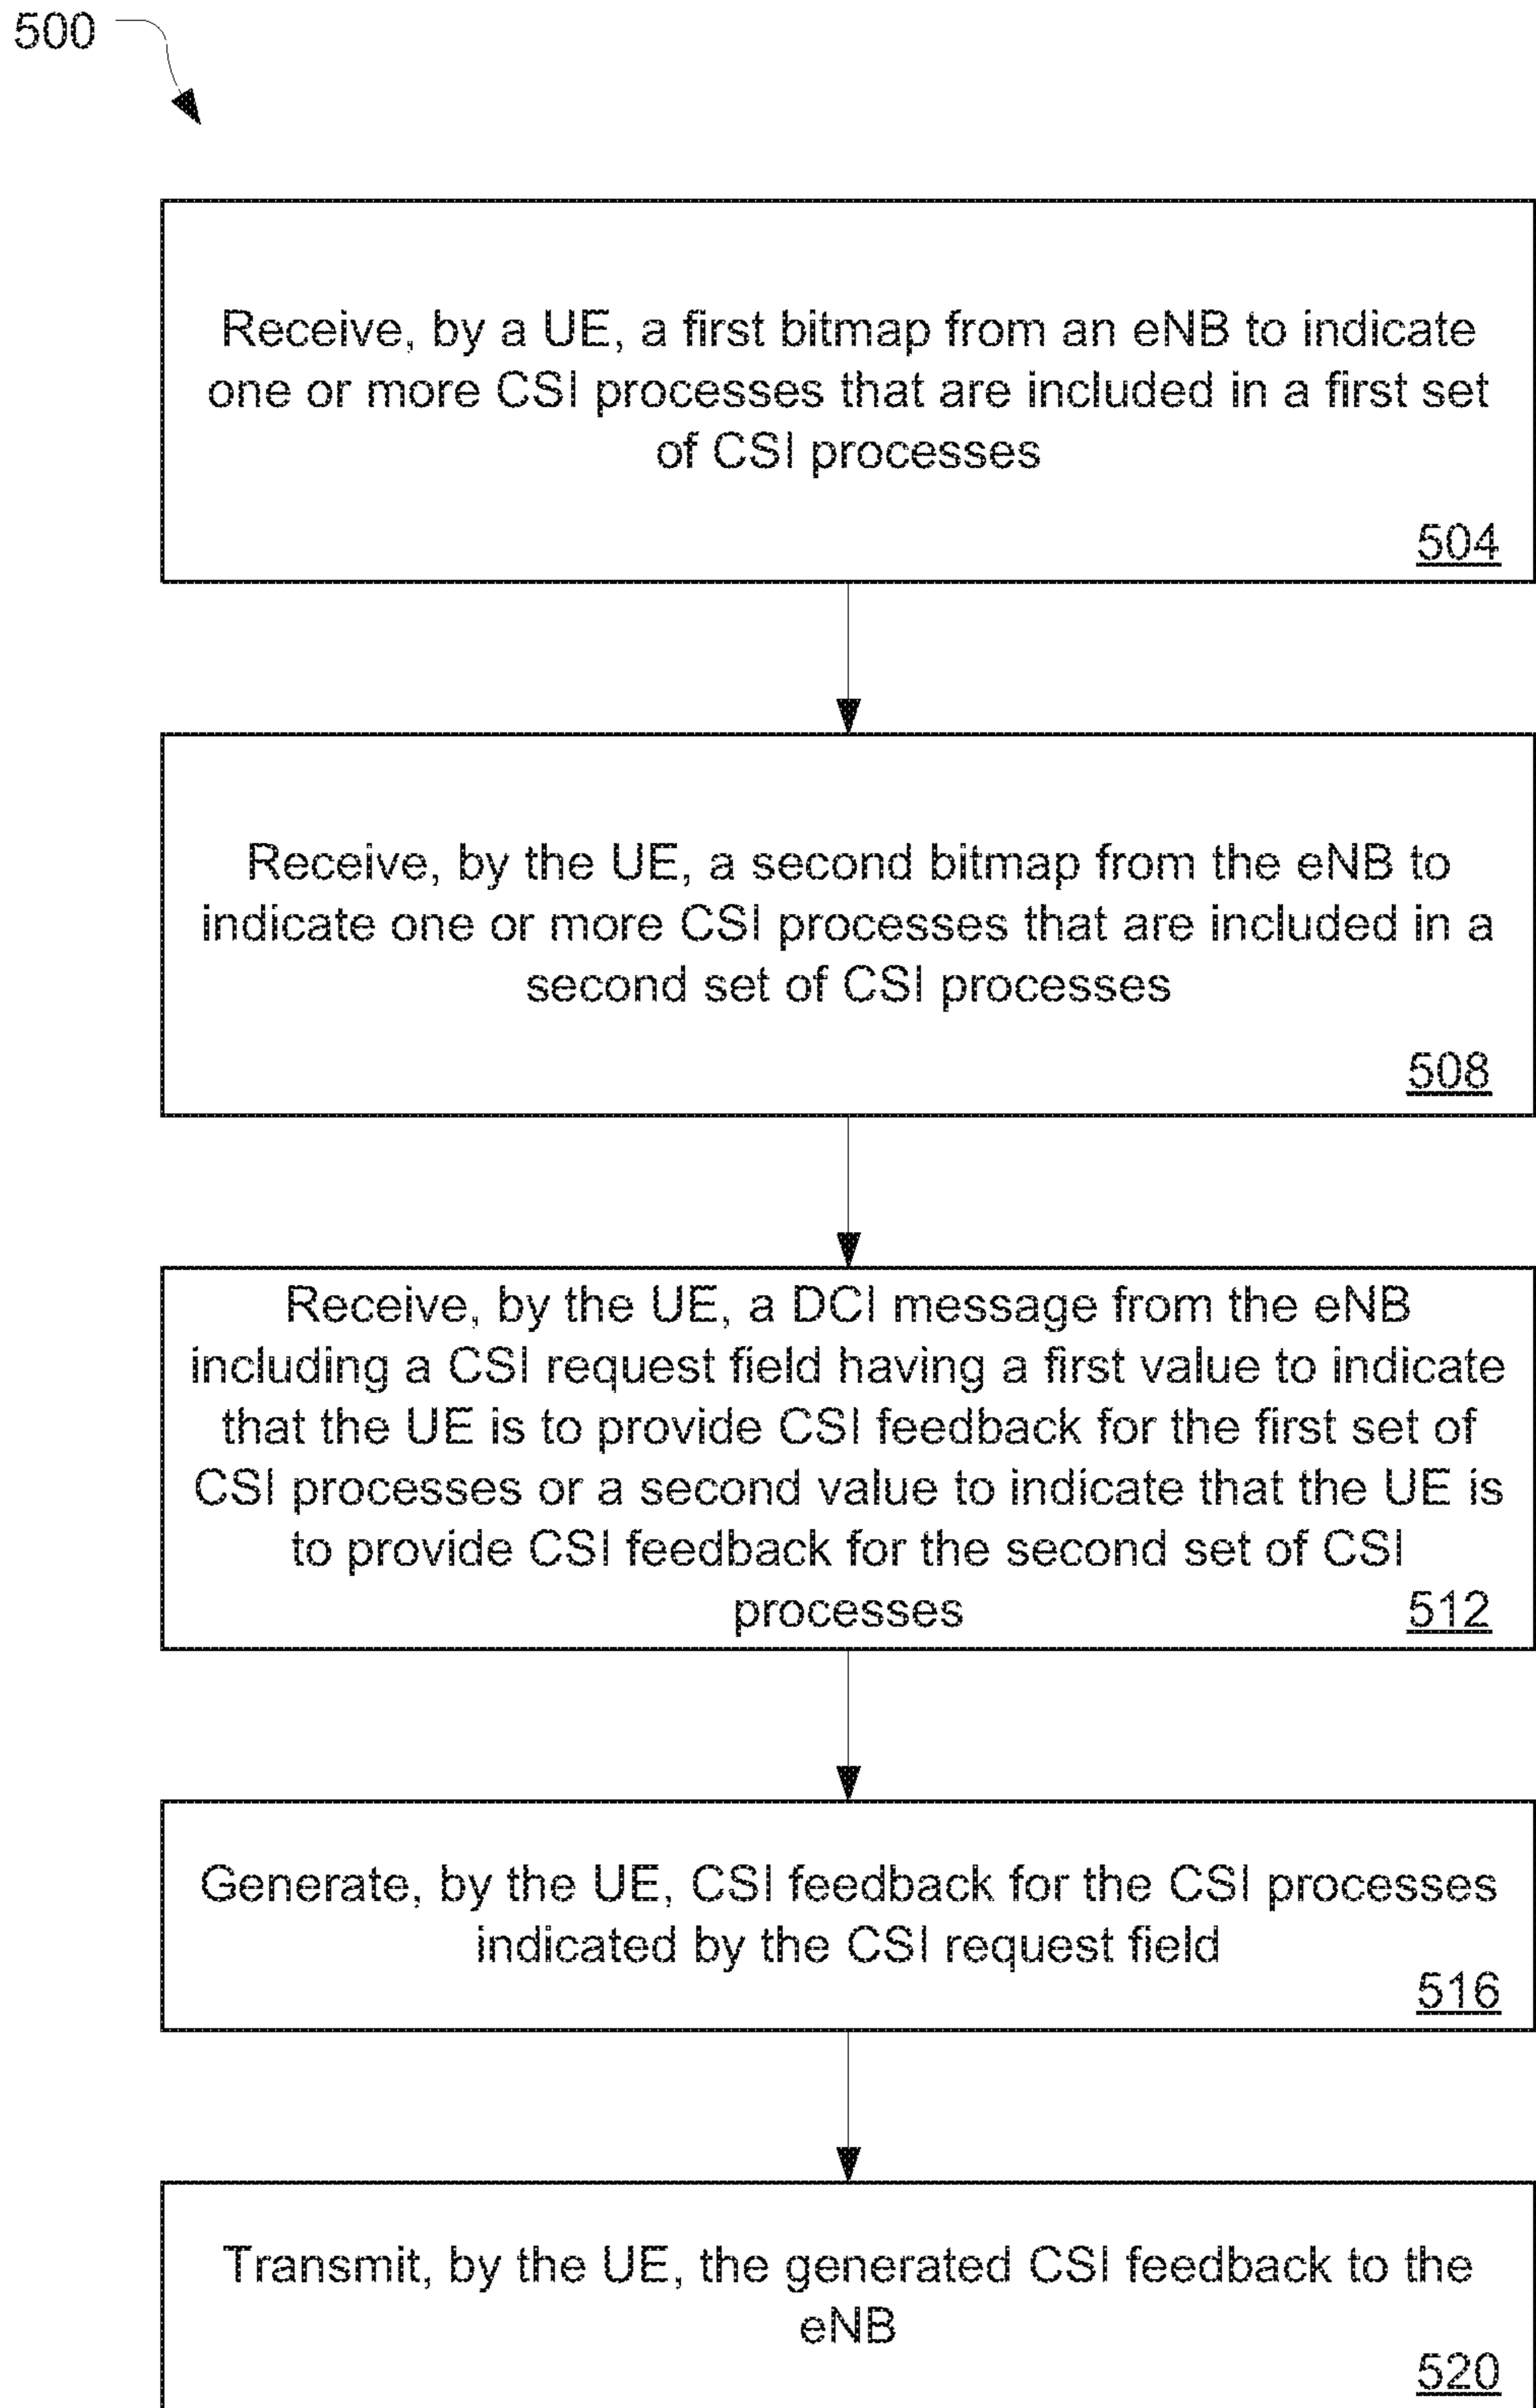 500
Receive, by a UE, a first bitmap from an eNB to indicate
one or more CSI processes that are included in a first set
of CSI processes
504
Receive, by the UE, a second bitmap from the eNB to
indicate one or more CSI processes that are included in a
second set of CSI processes
508
Receive, by the UE, a DCI message from the eNB
including a CSI request field having a first value to indicate
that the UE is to provide CSI feedback for the first set of
CSI processes or a second value to indicate that the UE is
to provide CSI feedback for the second set of CSI
processes
512
Generate, by the UE, CSI feedback for the CSI processes
indicated by the CSI request field
516
Transmit, by the UE, the generated CSI feedback to the
eNB
520